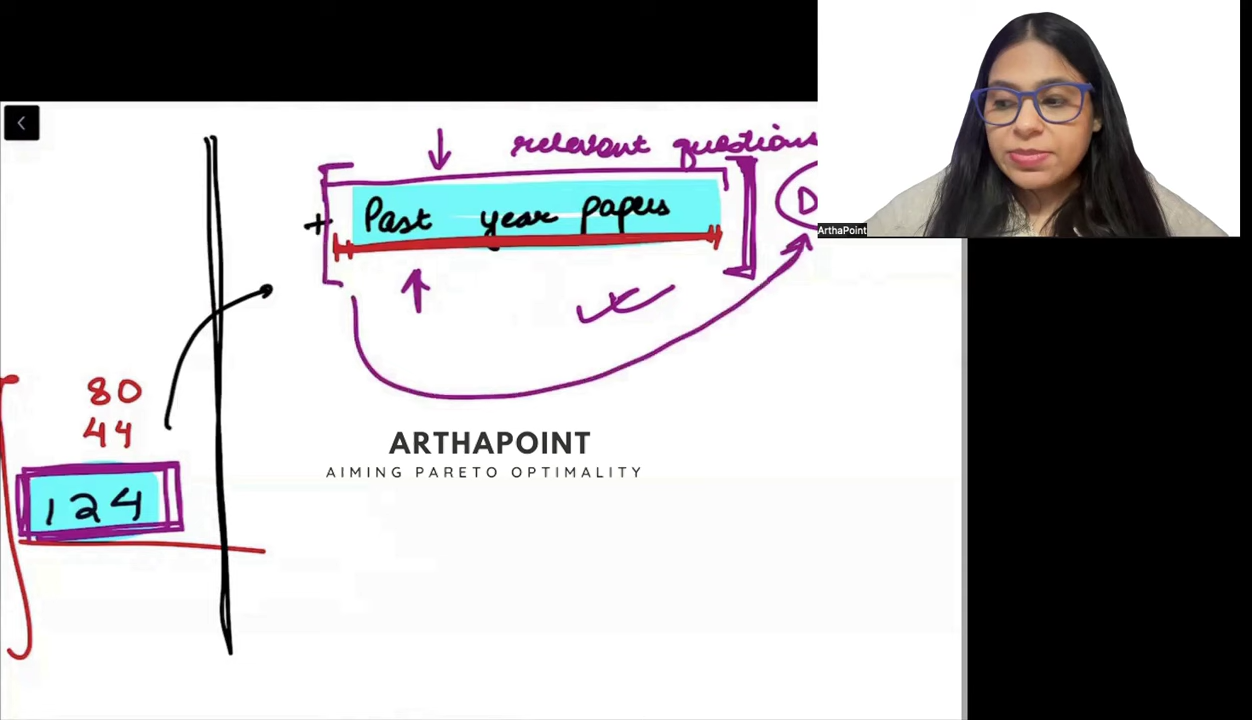 relevant questions
+ Past year papers
D
ArthaPoint
80
44
124
ARTHAPOINT
AIMING PARETO OPTIMALITY